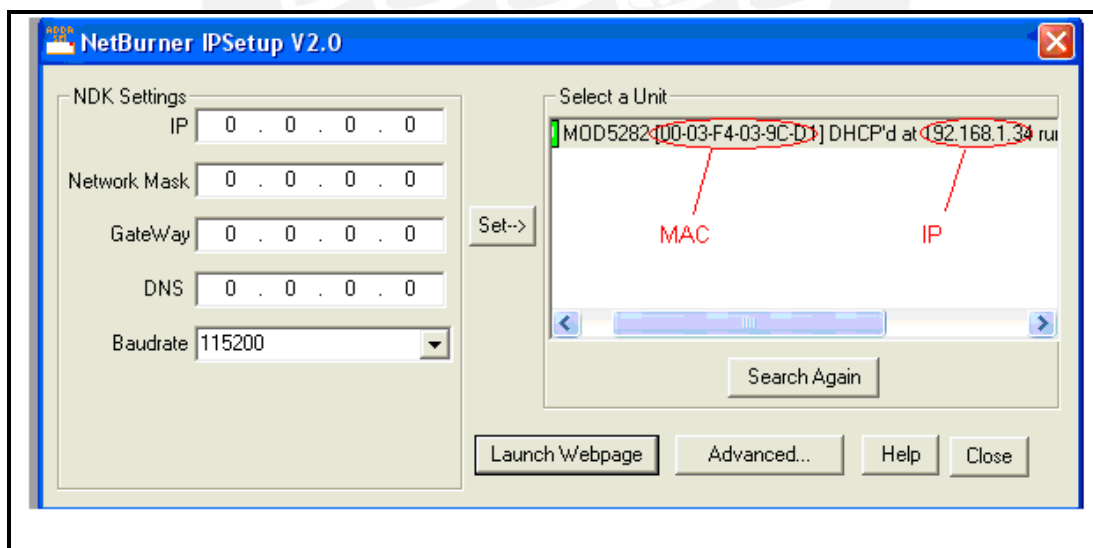 NetBurner IPSetup V2.0
NDK Settings
IP 0 . 0 . 0 . 0
Network Mask 0 . 0 . 0 . 0
GateWay 0 . 0 . 0 . 0
DNS 0 . 0 . 0 . 0
Baudrate 115200
Set-->
Select a Unit
MOD5282 [00-03-F4-03-9C-D1] DHCP'd at 192.168.1.34 rur
MAC IP
Search Again
Launch Webpage Advanced... Help Close